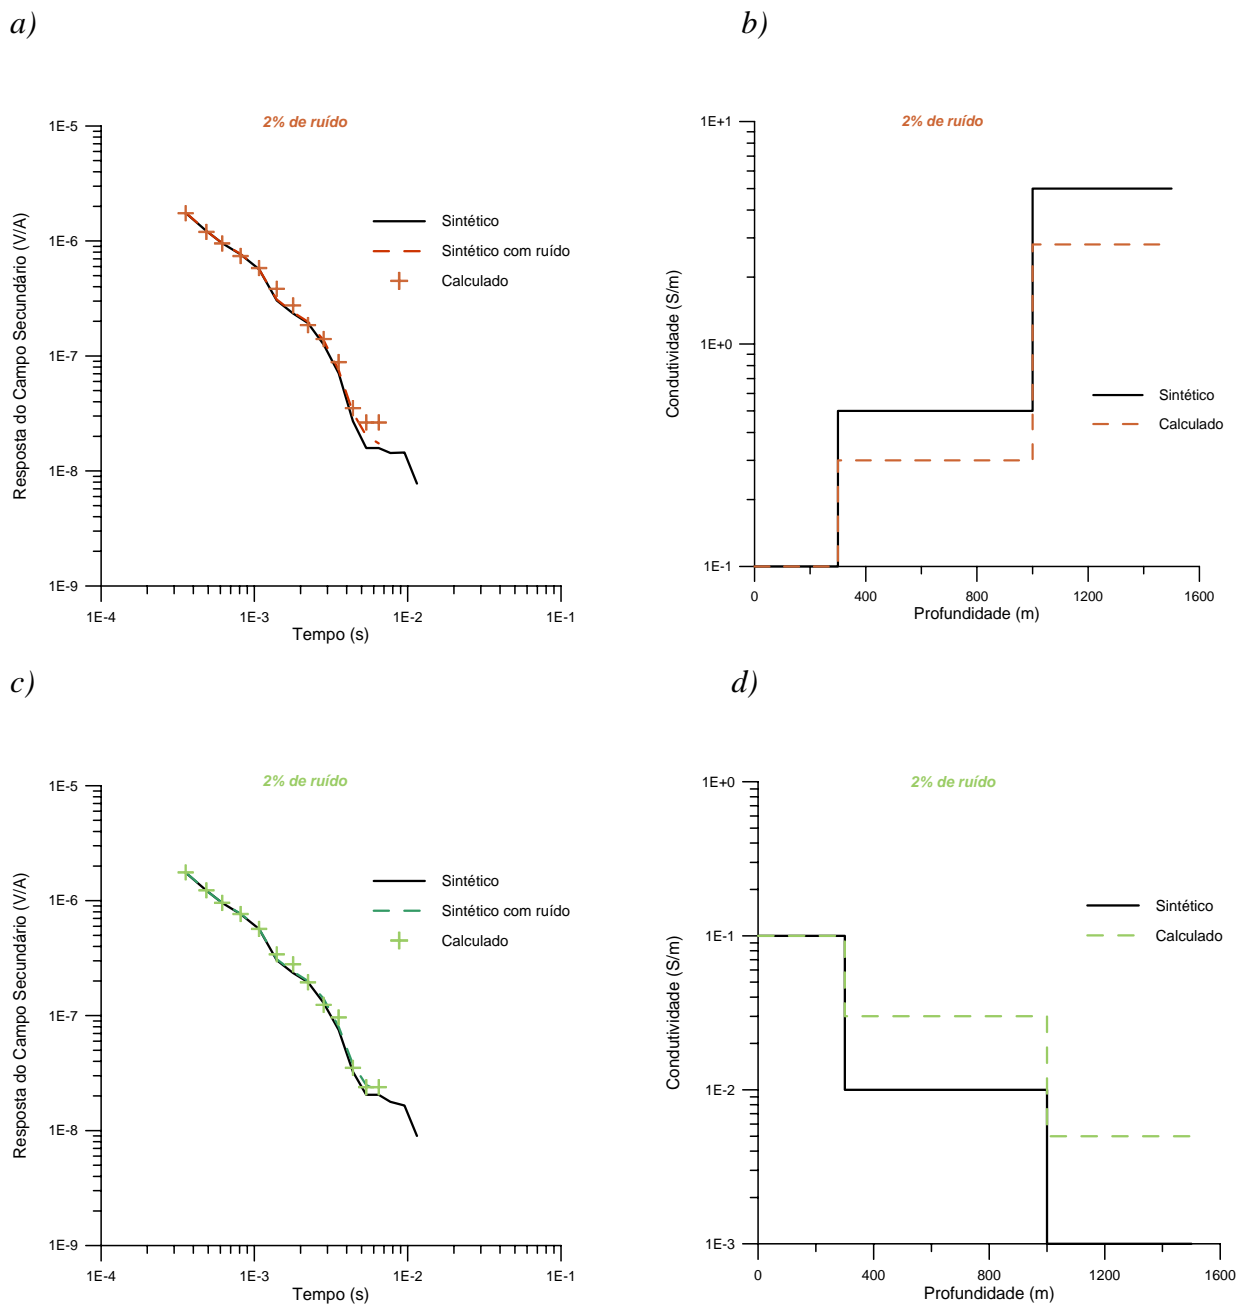 a)
b)
2% de ruído
1E-5
1E-6
1E-7
1E-8
1E-9
Resposta do Campo Secundário (V/A)
Sintético
Sintético com ruído
Calculado
1E-4
1E-3
1E-2
1E-1
Tempo (s)
2% de ruído
1E+1
1E+0
1E-1
Condutividade (S/m)
Sintético
Calculado
0
400
800
1200
1600
Profundidade (m)
c)
d)
2% de ruído
1E-5
1E-6
1E-7
1E-8
1E-9
Resposta do Campo Secundário (V/A)
Sintético
Sintético com ruído
Calculado
1E-4
1E-3
1E-2
1E-1
Tempo (s)
2% de ruído
1E+0
1E-1
1E-2
1E-3
Condutividade (S/m)
Sintético
Calculado
0
400
800
1200
1600
Profundidade (m)